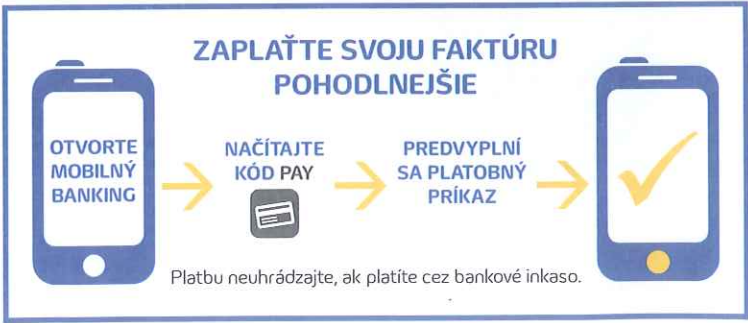 ZAPLAŤTE SVOJU FAKTÚRU
POHODLNEJŠIE
OTVORTE
MOBILNÝ
BANKING
NAČÍTAJTE
KÓD PAY
PREDVYPLNÍ
SA PLATOBNÝ
PRÍKAZ
Platbu neuhrádzajte, ak platíte cez bankové inkaso.